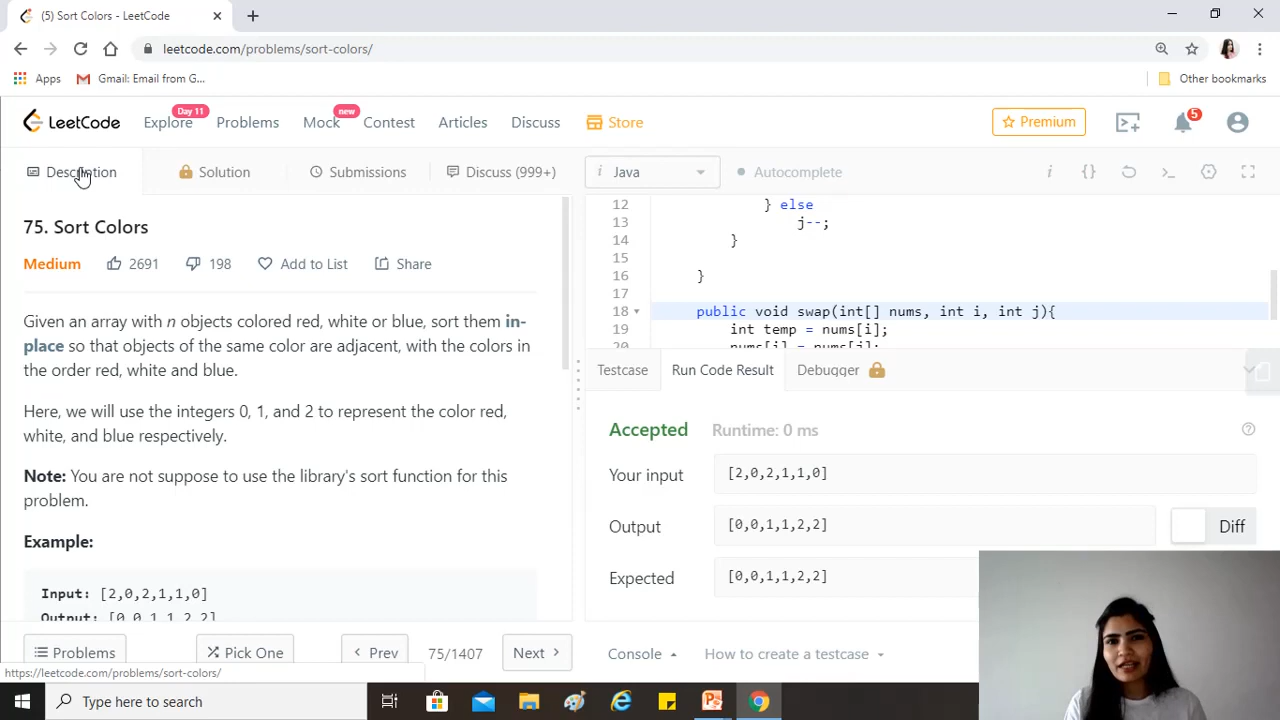 (5) Sort Colors - LeetCode
leetcode.com/problems/sort-colors/
Apps Gmail: Email from G... Other bookmarks
LeetCode Explore Day 11 Problems Mock new Contest Articles Discuss Store Premium 5
Description Solution Submissions Discuss (999+)
i Java Autocomplete i {}
75. Sort Colors
Medium 2691 198 Add to List Share
Given an array with n objects colored red, white or blue, sort them in-
place so that objects of the same color are adjacent, with the colors in
the order red, white and blue.
Here, we will use the integers 0, 1, and 2 to represent the color red,
white, and blue respectively.
Note: You are not suppose to use the library's sort function for this
problem.
Example:
Input: [2,0,2,1,1,0]
Output: [0,0,1,1,2,2]
Problems Pick One Prev 75/1407 Next
https://leetcode.com/problems/sort-colors/
12 } else
13 j--;
14 }
15
16 }
17
18 public void swap(int[] nums, int i, int j){
19 int temp = nums[i];
20 nums[i] = nums[j];
Testcase Run Code Result Debugger
Accepted Runtime: 0 ms
Your input [2,0,2,1,1,0]
Output [0,0,1,1,2,2] Diff
Expected [0,0,1,1,2,2]
Console How to create a testcase
Type here to search